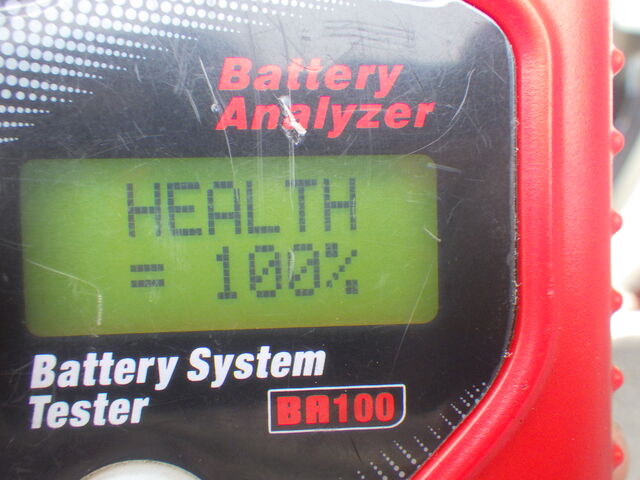 Battery
Analyzer
HEALTH
= 100%
Battery System
Tester
BA100